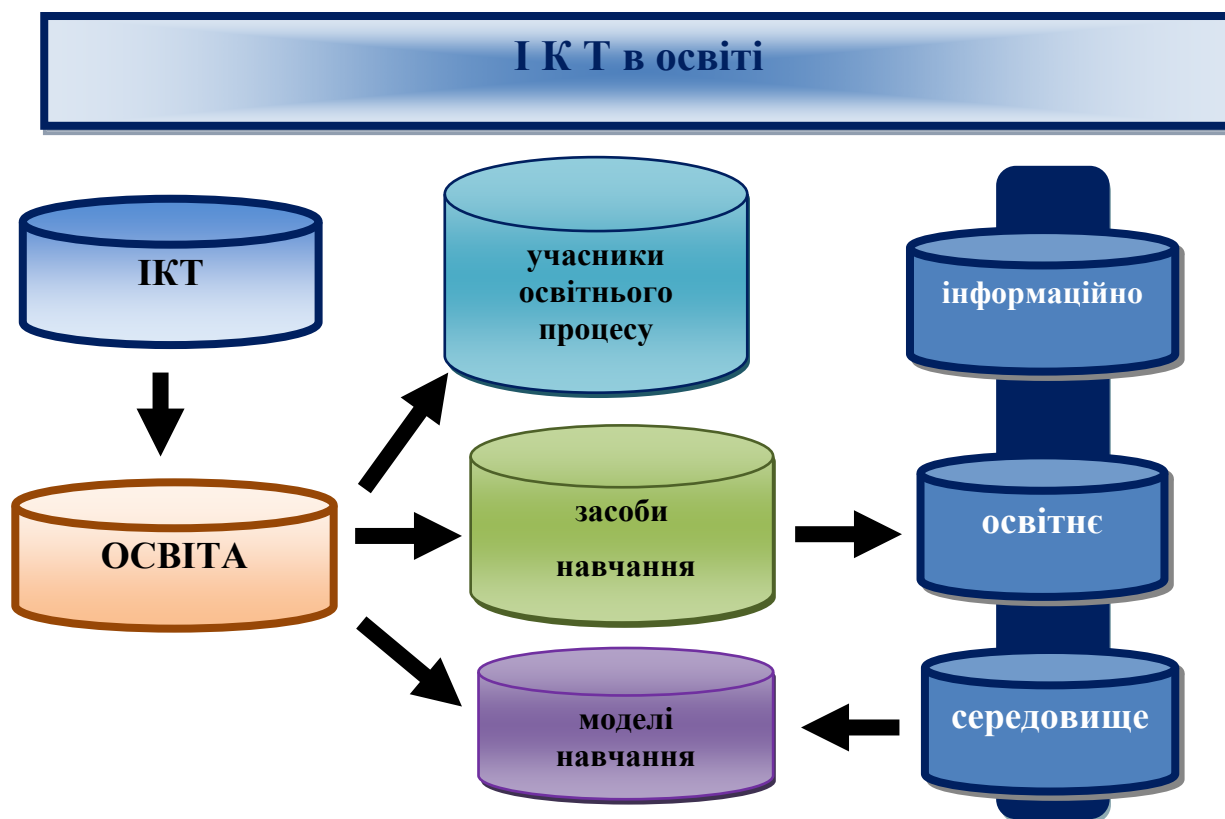 І К Т в освіті
ІКТ
учасники
освітнього
процесу
інформаційно
ОСВІТА
засоби
навчання
освітнє
моделі
навчання
середовище